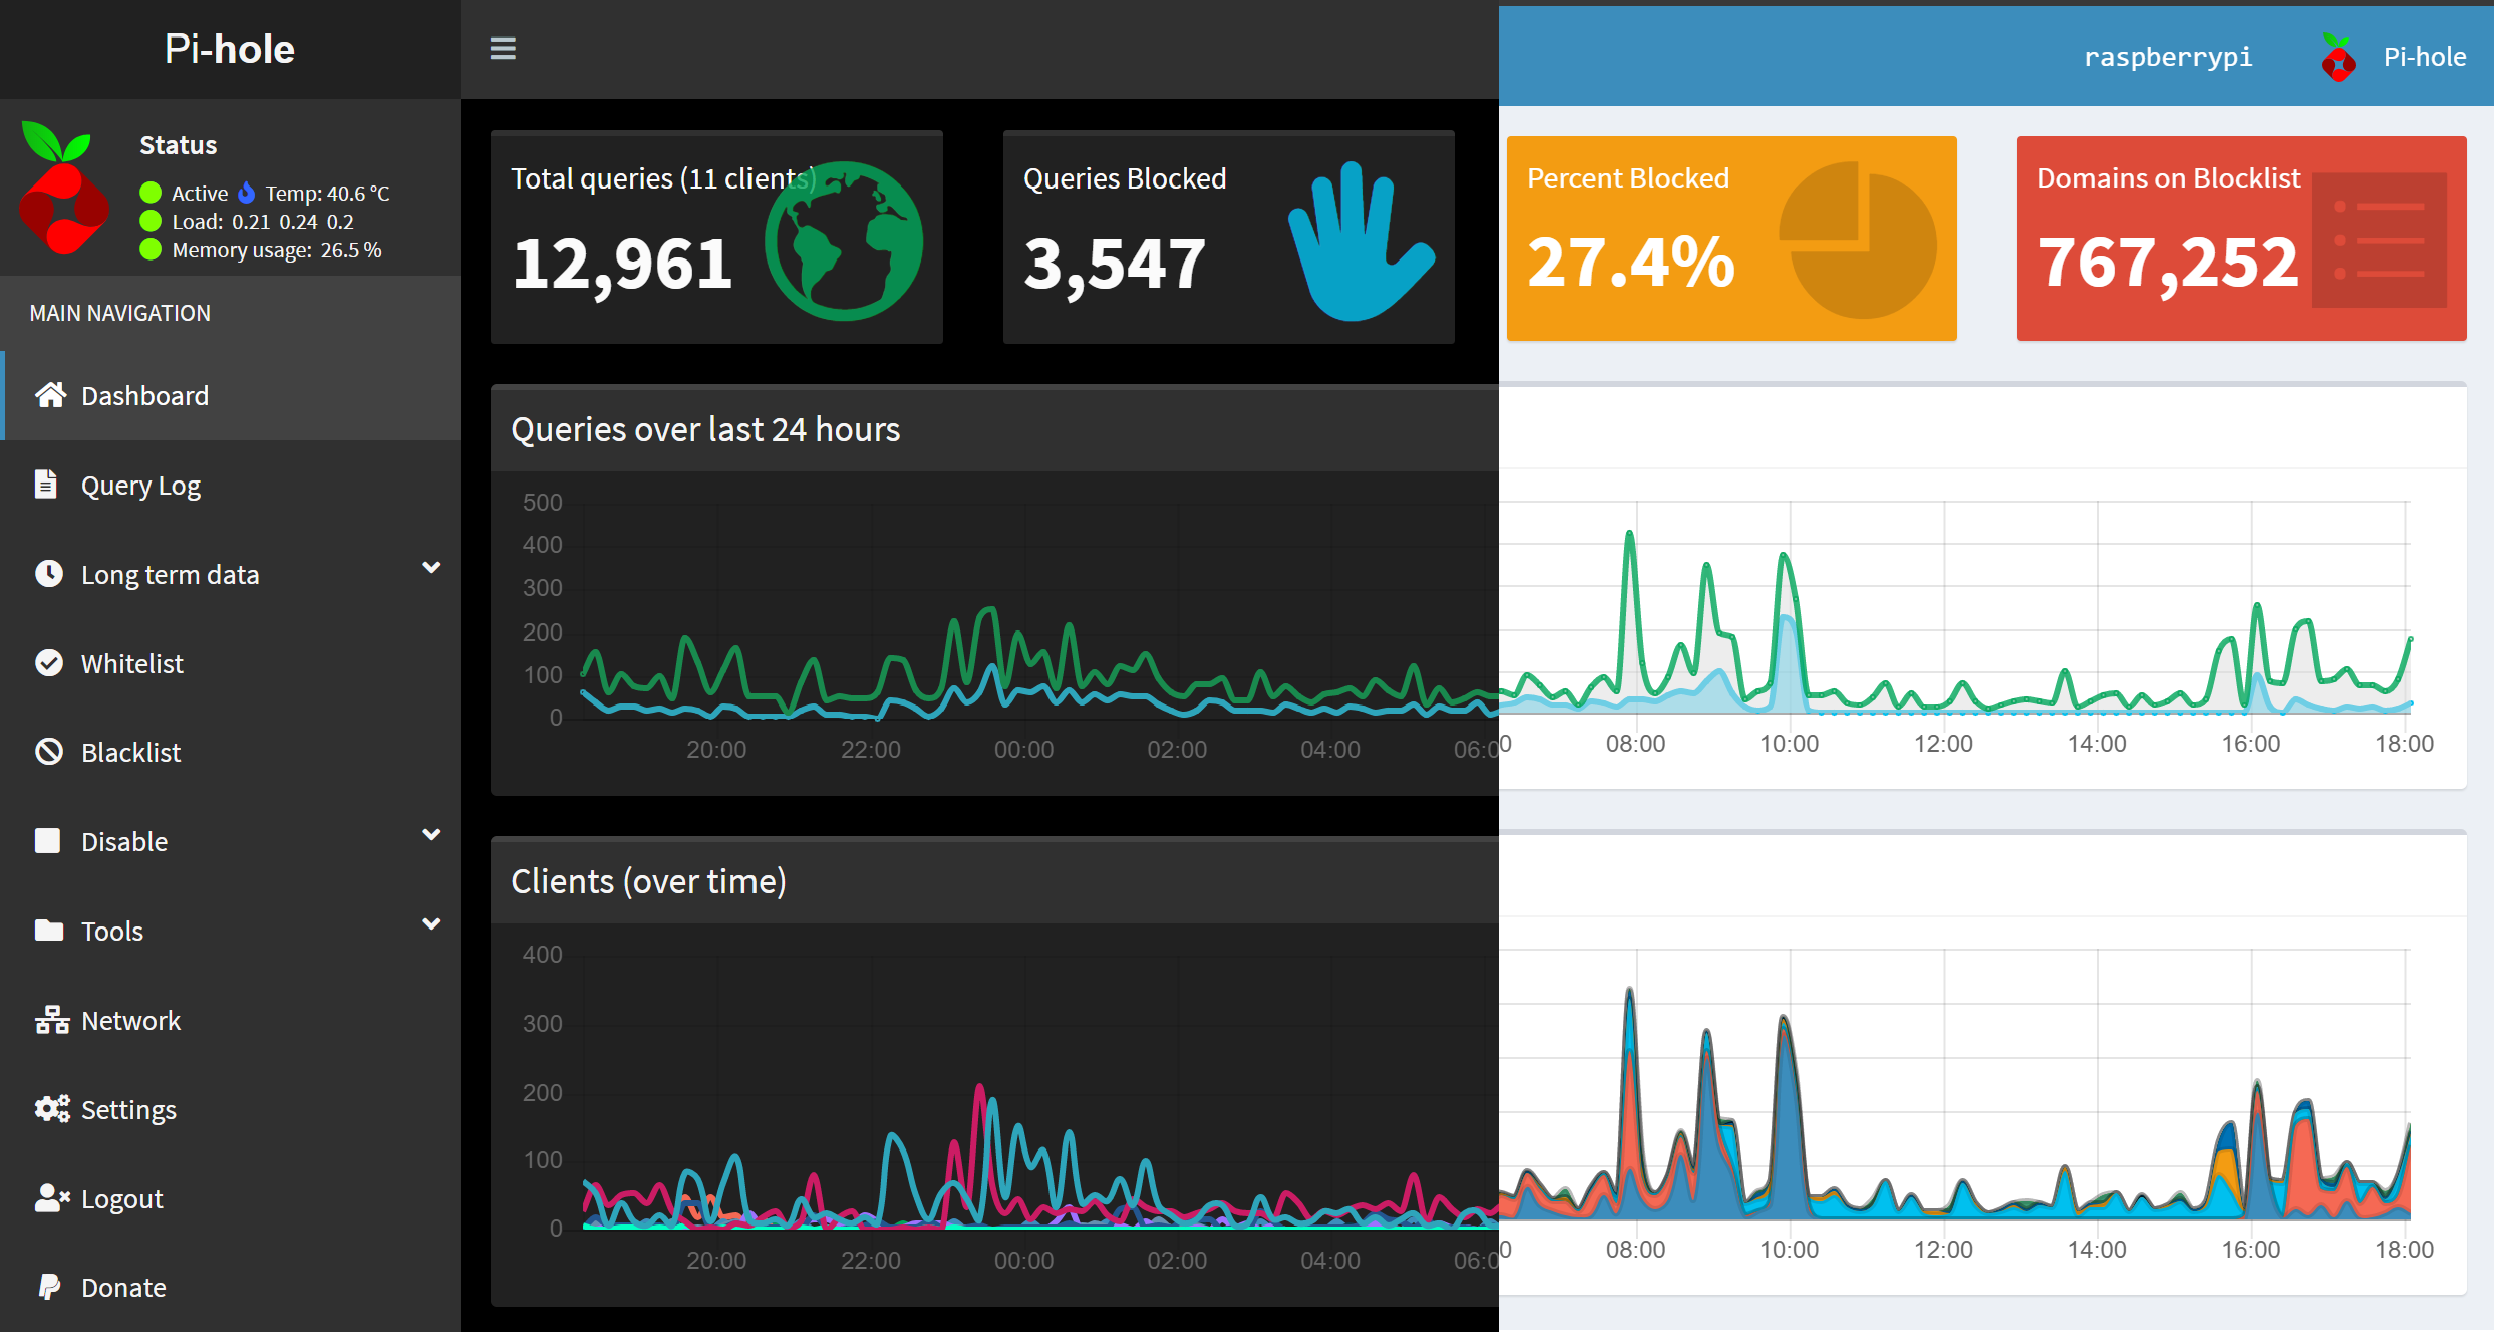 Pi-hole
raspberrypi
Pi-hole
Status
Active Temp: 40.6 °C
Load: 0.21 0.24 0.2
Memory usage: 26.5 %
MAIN NAVIGATION
Dashboard
Query Log
Long term data
Whitelist
Blacklist
Disable
Tools
Network
Settings
Logout
Donate
Total queries (11 clients)
12,961
Queries Blocked
3,547
Percent Blocked
27.4%
Domains on Blocklist
767,252
Queries over last 24 hours
500
400
300
200
100
0
20:00 22:00 00:00 02:00 04:00 06:00 08:00 10:00 12:00 14:00 16:00 18:00
Clients (over time)
400
300
200
100
0
20:00 22:00 00:00 02:00 04:00 06:00 08:00 10:00 12:00 14:00 16:00 18:00